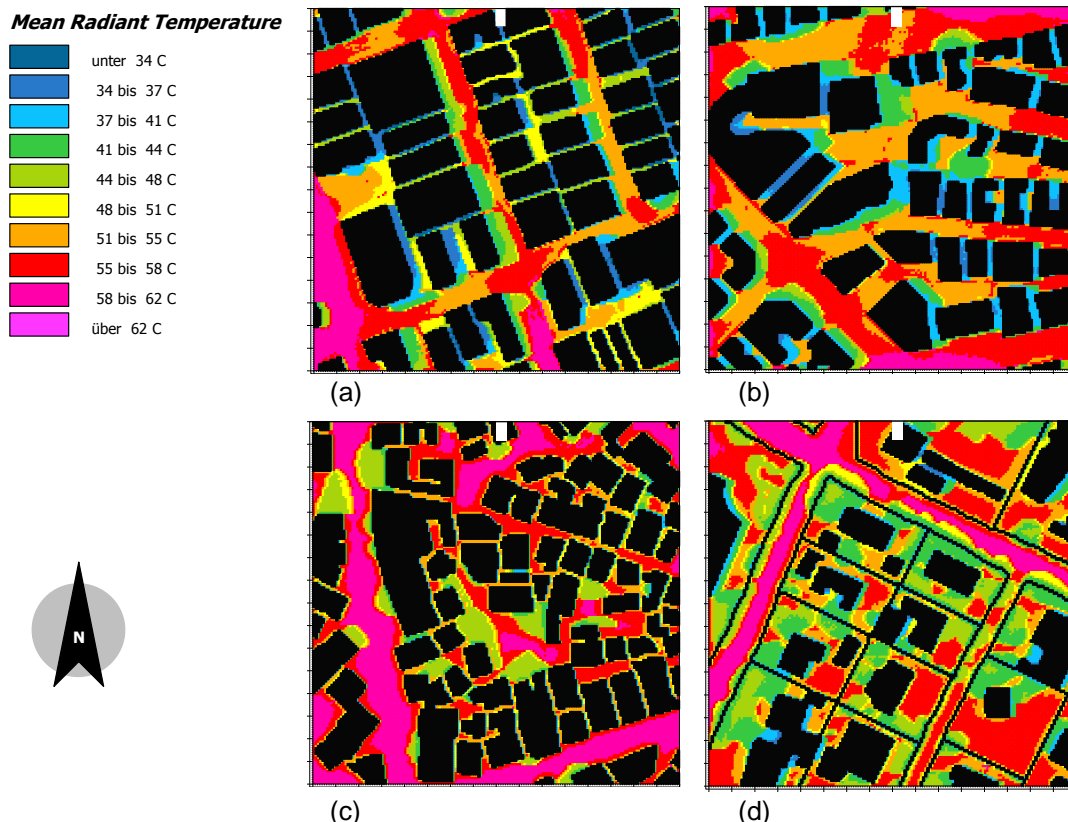 Mean Radiant Temperature
unter 34 C
34 bis 37 C
37 bis 41 C
41 bis 44 C
44 bis 48 C
48 bis 51 C
51 bis 55 C
55 bis 58 C
58 bis 62 C
über 62 C
(a)
(b)
N
(c)
(d)